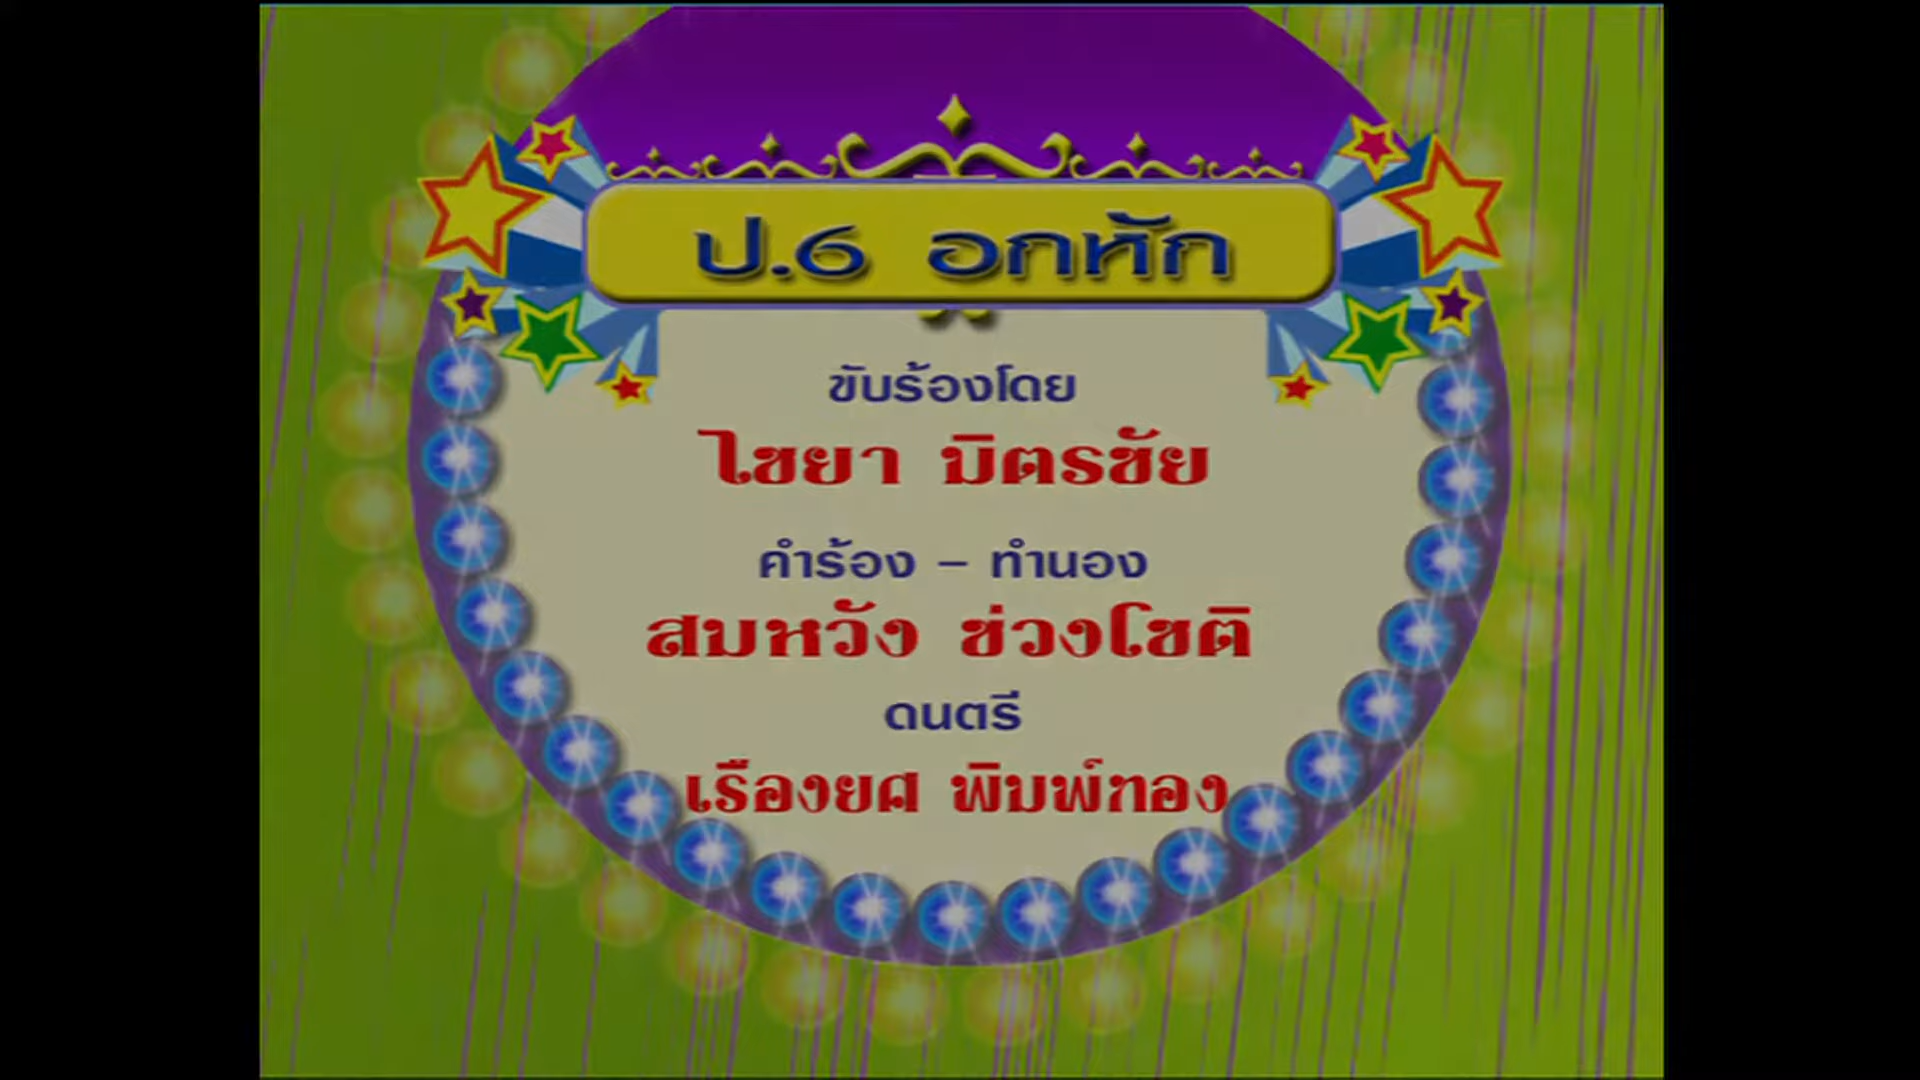 ป.6 อกหัก
ขับร้องโดย
ไชยา มิตรชัย
คำร้อง – ทำนอง
สมหวัง ช่วงโชติ
ดนตรี
เรืองยศ พิมพ์ทอง